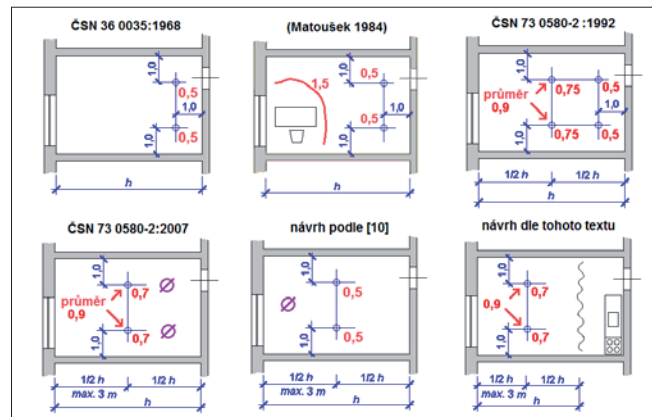 ČSN 36 0035:1968
1,0
0,5
1,0
0,5
1,0
h
(Matoušek 1984)
1,0
1,5
0,5
1,0
0,5
1,0
h
ČSN 73 0580-2 :1992
1,0
průměr
0,9
0,75
0,5
1,0
0,75
0,5
1,0
1/2 h
1/2 h
h
ČSN 73 0580-2:2007
1,0
0,7
průměr
0,9
0,7
1,0
1/2 h
1/2 h
max. 3 m
h
návrh podle [10]
1,0
0,5
0,5
1,0
1/2 h
1/2 h
max. 3 m
h
návrh dle tohoto textu
1,0
0,7
0,9
0,7
1,0
1/2 h
1/2 h
max. 3 m
h